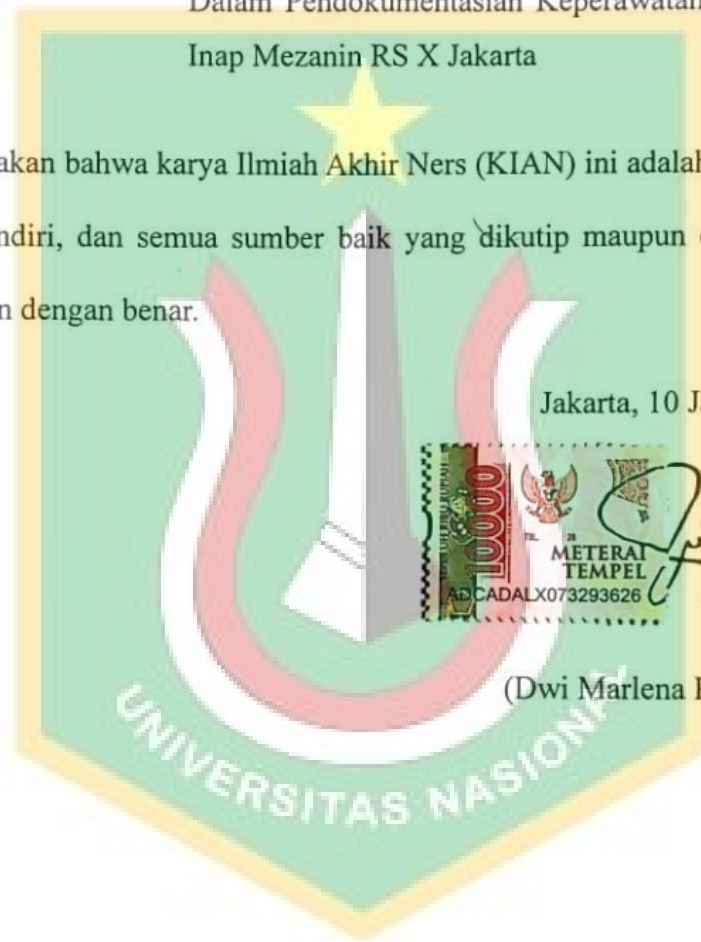 Dalam Pendokumentasian Keperawatan
Inap Mezanin RS X Jakarta
akan bahwa karya Ilmiah Akhir Ners (KIAN) ini adalah
ndiri, dan semua sumber baik yang dikutip maupun
n dengan benar.
Jakarta, 10 J
10000
METERAI
TEMPEL
ADCADALX073293626
(Dwi Marlena
UNIVERSITAS NASIONAL